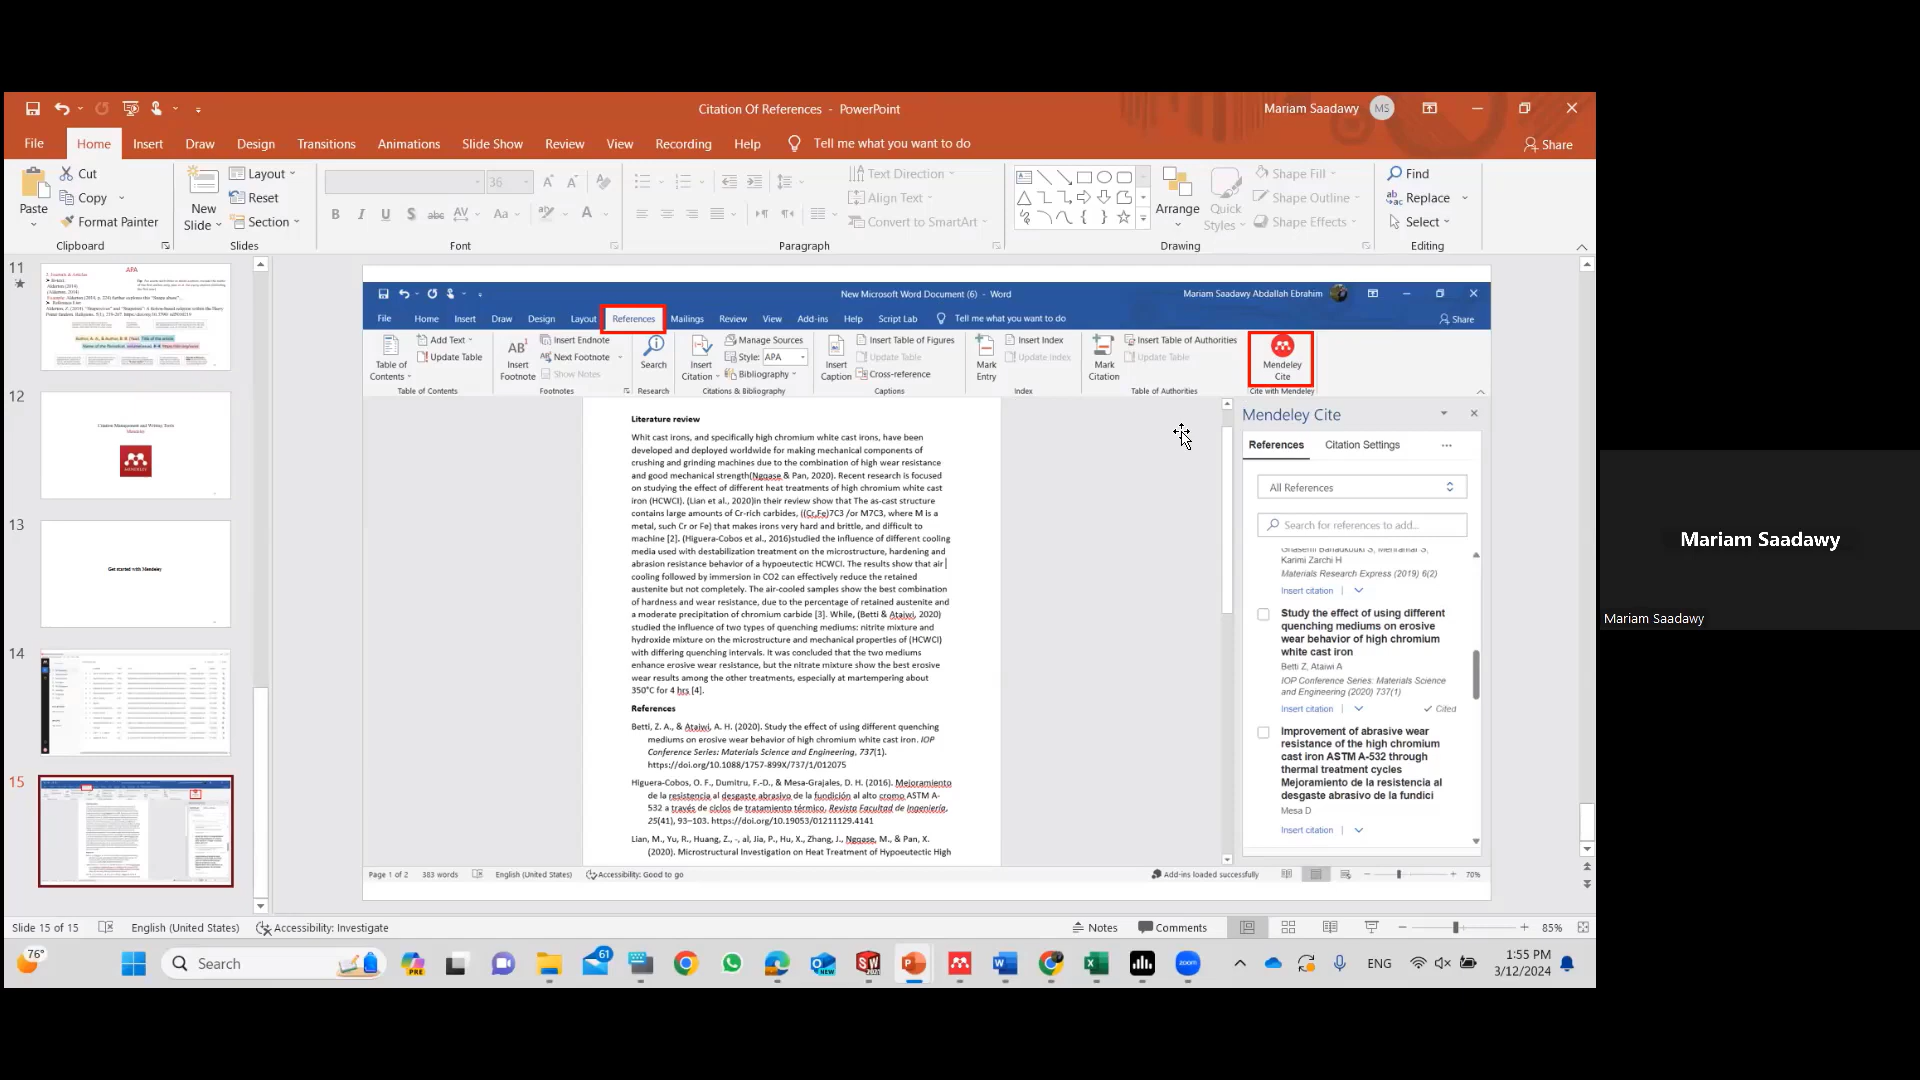 Citation Of References - PowerPoint
Mariam Saadawy MS
File Home Insert Draw Design Transitions Animations Slide Show Review View Recording Help Tell me what you want to do Share
Paste
Cut
Copy
Format Painter
Clipboard
New Slide
Layout
Reset
Section
Slides
36
B I U S abc AV Aa A
Font
Text Direction
Align Text
Convert to SmartArt
Paragraph
Arrange
Quick Styles
Shape Fill
Shape Outline
Shape Effects
Drawing
Find
Replace
Select
Editing
11
APA
12
Citation Management and Writing Tools
Mendeley
MENDELEY
13
Get started with Mendeley
14
15
New Microsoft Word Document (6) - Word
Mariam Saadawy Abdallah Ebrahim
File Home Insert Draw Design Layout References Mailings Review View Add-ins Help Script Lab Tell me what you want to do Share
Table of Contents
Add Text
Update Table
Table of Contents
AB1
Insert Footnote
Insert Endnote
Next Footnote
Show Notes
Footnotes
Search
Research
Insert Citation
Manage Sources
Style: APA
Bibliography
Citations & Bibliography
Insert Caption
Insert Table of Figures
Update Table
Cross-reference
Captions
Mark Entry
Insert Index
Update Index
Index
Mark Citation
Insert Table of Authorities
Update Table
Table of Authorities
Mendeley Cite
Cite with Mendeley
Literature review
Whit cast irons, and specifically high chromium white cast irons, have been
developed and deployed worldwide for making mechanical components of
crushing and grinding machines due to the combination of high wear resistance
and good mechanical strength(Ngqase & Pan, 2020). Recent research is focused
on studying the effect of different heat treatments of high chromium white cast
iron (HCWCI). (Lian et al., 2020)in their review show that The as-cast structure
contains large amounts of Cr-rich carbides, ((Cr,Fe)7C3 /or M7C3, where M is a
metal, such Cr or Fe) that makes irons very hard and brittle, and difficult to
machine [2]. (Higuera-Cobos et al., 2016)studied the influence of different cooling
media used with destabilization treatment on the microstructure, hardening and
abrasion resistance behavior of a hypoeutectic HCWCI. The results show that air
cooling followed by immersion in CO2 can effectively reduce the retained
austenite but not completely. The air-cooled samples show the best combination
of hardness and wear resistance, due to the percentage of retained austenite and
a moderate precipitation of chromium carbide [3]. While, (Betti & Ataiwi, 2020)
studied the influence of two types of quenching mediums: nitrite mixture and
hydroxide mixture on the microstructure and mechanical properties of (HCWCI)
with differing quenching intervals. It was concluded that the two mediums
enhance erosive wear resistance, but the nitrate mixture show the best erosive
wear results among the other treatments, especially at martempering about
350°C for 4 hrs [4].
References
Betti, Z. A., & Ataiwi, A. H. (2020). Study the effect of using different quenching
mediums on erosive wear behavior of high chromium white cast iron. IOP
Conference Series: Materials Science and Engineering, 737(1).
https://doi.org/10.1088/1757-899X/737/1/012075
Higuera-Cobos, O. F., Dumitru, F.-D., & Mesa-Grajales, D. H. (2016). Mejoramiento
de la resistencia al desgaste abrasivo de la fundición al alto cromo ASTM A-
532 a través de ciclos de tratamiento térmico. Revista Facultad de Ingeniería,
25(41), 93–103. https://doi.org/10.19053/01211129.4141
Lian, M., Yu, R., Huang, Z., -, al, Jia, P., Hu, X., Zhang, J., Ngqase, M., & Pan, X.
(2020). Microstructural Investigation on Heat Treatment of Hypoeutectic High
Mendeley Cite
References Citation Settings
All References
Search for references to add...
Karimi Zarchi H
Materials Research Express (2019) 6(2)
Insert citation
Study the effect of using different
quenching mediums on erosive
wear behavior of high chromium
white cast iron
Betti Z, Ataiwi A
IOP Conference Series: Materials Science
and Engineering (2020) 737(1)
Insert citation Cited
Improvement of abrasive wear
resistance of the high chromium
cast iron ASTM A-532 through
thermal treatment cycles
Mejoramiento de la resistencia al
desgaste abrasivo de la fundici
Mesa D
Insert citation
Page 1 of 2 383 words English (United States) Accessibility: Good to go Add-ins loaded successfully 70%
Slide 15 of 15 English (United States) Accessibility: Investigate Notes Comments 85%
76° Search PRE 61 NEW SW 2021 zoom ENG 1:55 PM
3/12/2024
Mariam Saadawy
Mariam Saadawy